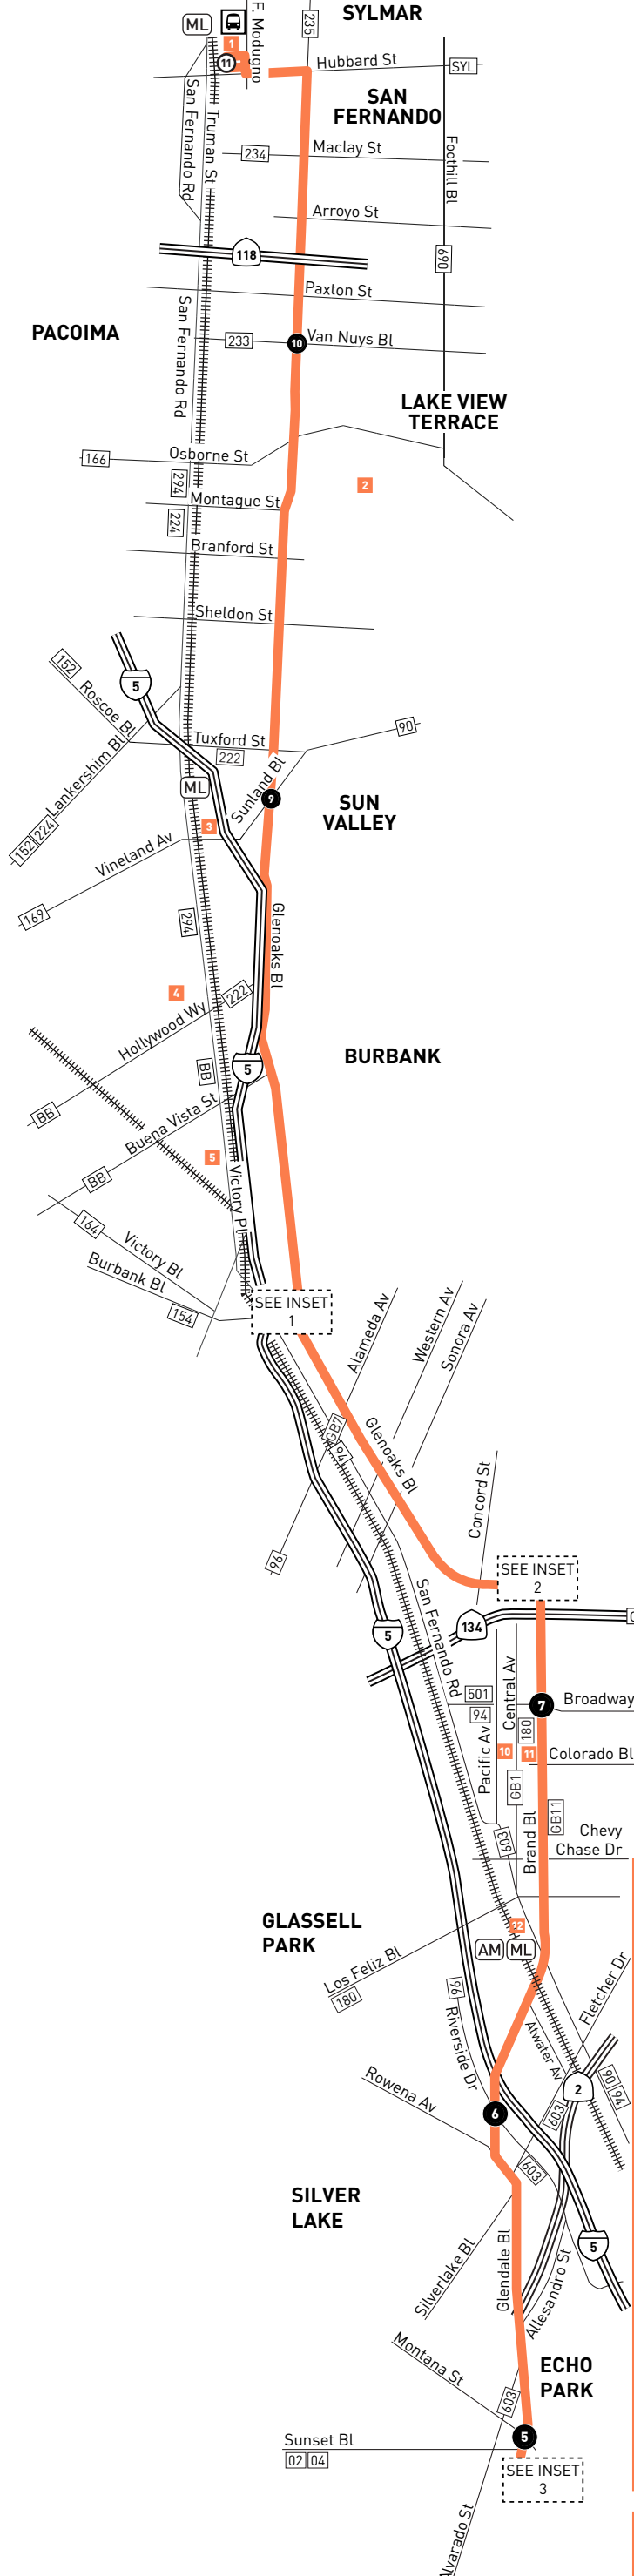 SYLMAR
ML
F. Modugno
235
1
11
Hubbard St
SYL
SAN
FERNANDO
San Fernando Rd
Truman St
234
Maclay St
Foothill Bl
Arroyo St
118
690
Paxton St
San Fernando Rd
PACOIMA
233
10
Van Nuys Bl
LAKE VIEW
TERRACE
166
Osborne St
294
2
Montague St
224
Branford St
Sheldon St
152
5
Roscoe Bl
Lankershim Bl
Tuxford St
90
222
Sunland Bl
ML
9
SUN
VALLEY
3
152
224
Vineland Av
169
294
Glenoaks Bl
4
222
Hollywood Wy
BURBANK
BB
5
BB
Buena Vista St
5
BB
Victory Pl
164
Victory Bl
Burbank Bl
154
SEE INSET
1
Alameda Av
Western Av
Sonora Av
GB7
94
Glenoaks Bl
Concord St
96
SEE INSET
2
San Fernando Rd
134
5
501
94
Central Av
7
Broadway
180
Pacific Av
10
11
Colorado Bl
GB1
GB11
Brand Bl
603
Chevy
Chase Dr
GLASSELL
PARK
12
AM
ML
Los Feliz Bl
180
96
Riverside Dr
Fletcher Dr
Atwater Av
Rowena Av
2
90
94
6
603
603
SILVER
LAKE
5
Silverlake Bl
Glendale Bl
Allesandro St
Montana St
ECHO
PARK
603
5
Sunset Bl
02
04
SEE INSET
3
Alvarado St